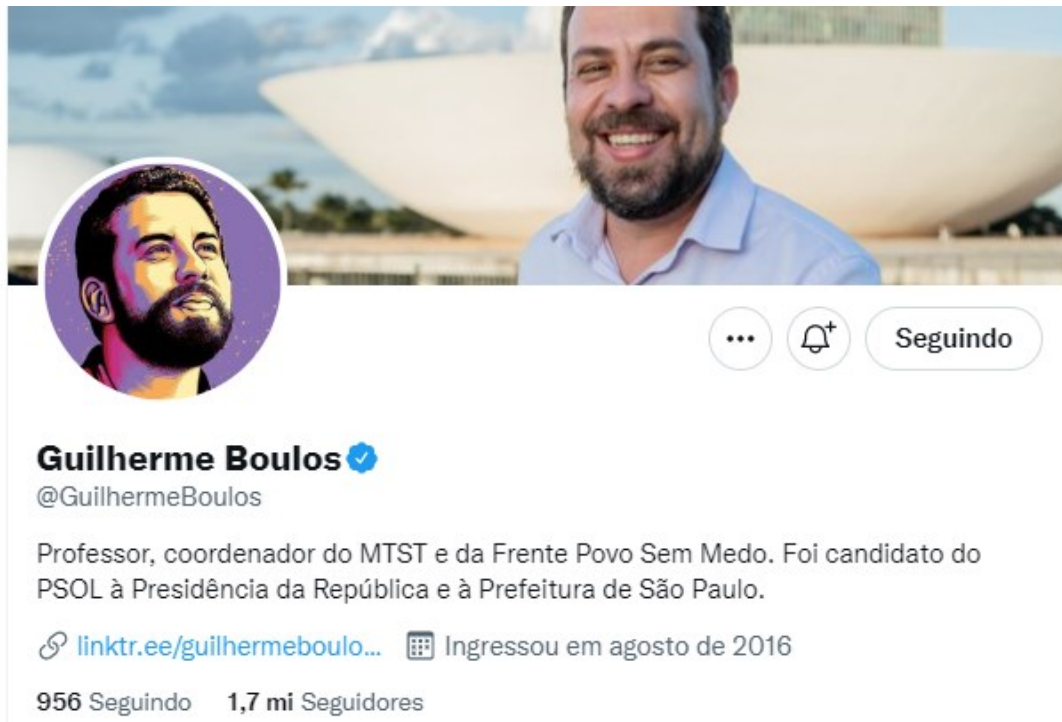 Seguindo
Guilherme Boulos
@GuilhermeBoulos
Professor, coordenador do MTST e da Frente Povo Sem Medo. Foi candidato do
PSOL à Presidência da República e à Prefeitura de São Paulo.
linktr.ee/guilhermeboulo... Ingressou em agosto de 2016
956 Seguindo 1,7 mi Seguidores